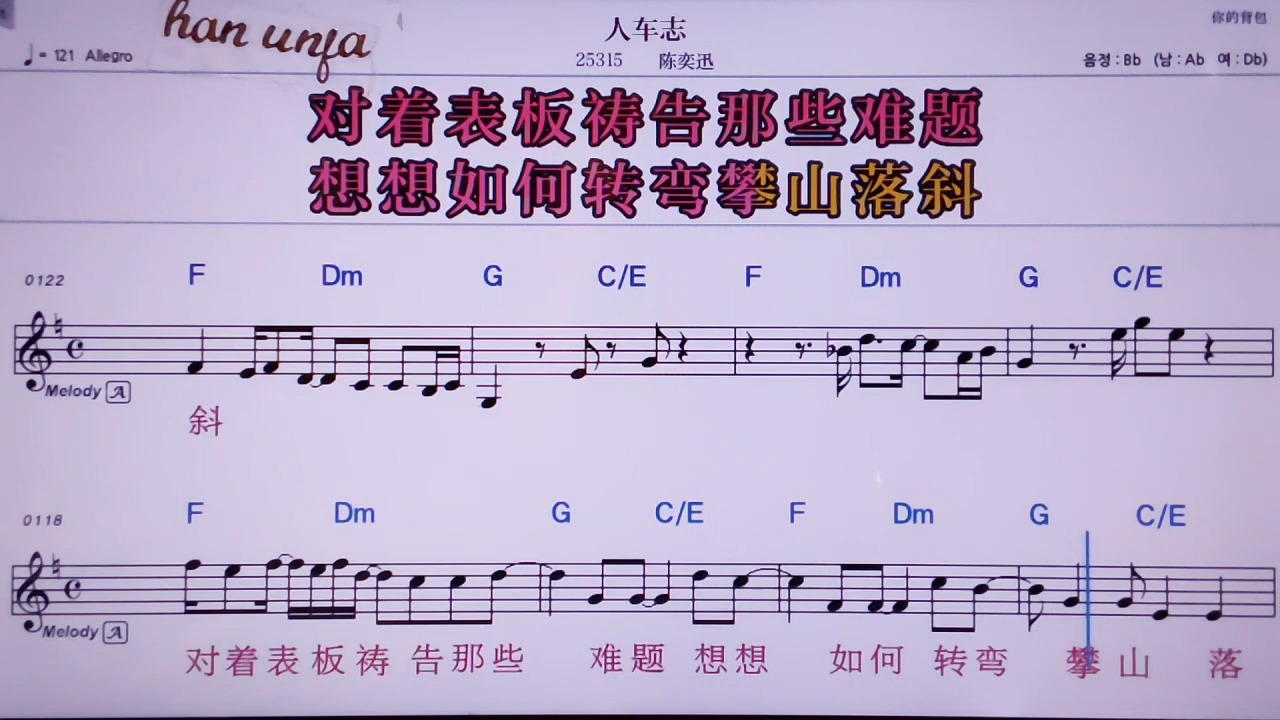 han unfa
人车志
你的背包
♩= 121 Allegro
25315 陈奕迅
음정 : Bb (남 : Ab 여 : Db)
对着表板祷告那些难题
想想如何转弯攀山落斜
0122
F Dm G C/E F Dm G C/E
Melody A
斜
0118
F Dm G C/E F Dm G C/E
Melody A
对着表板祷 告那些 难题 想想 如何 转弯 攀 山 落